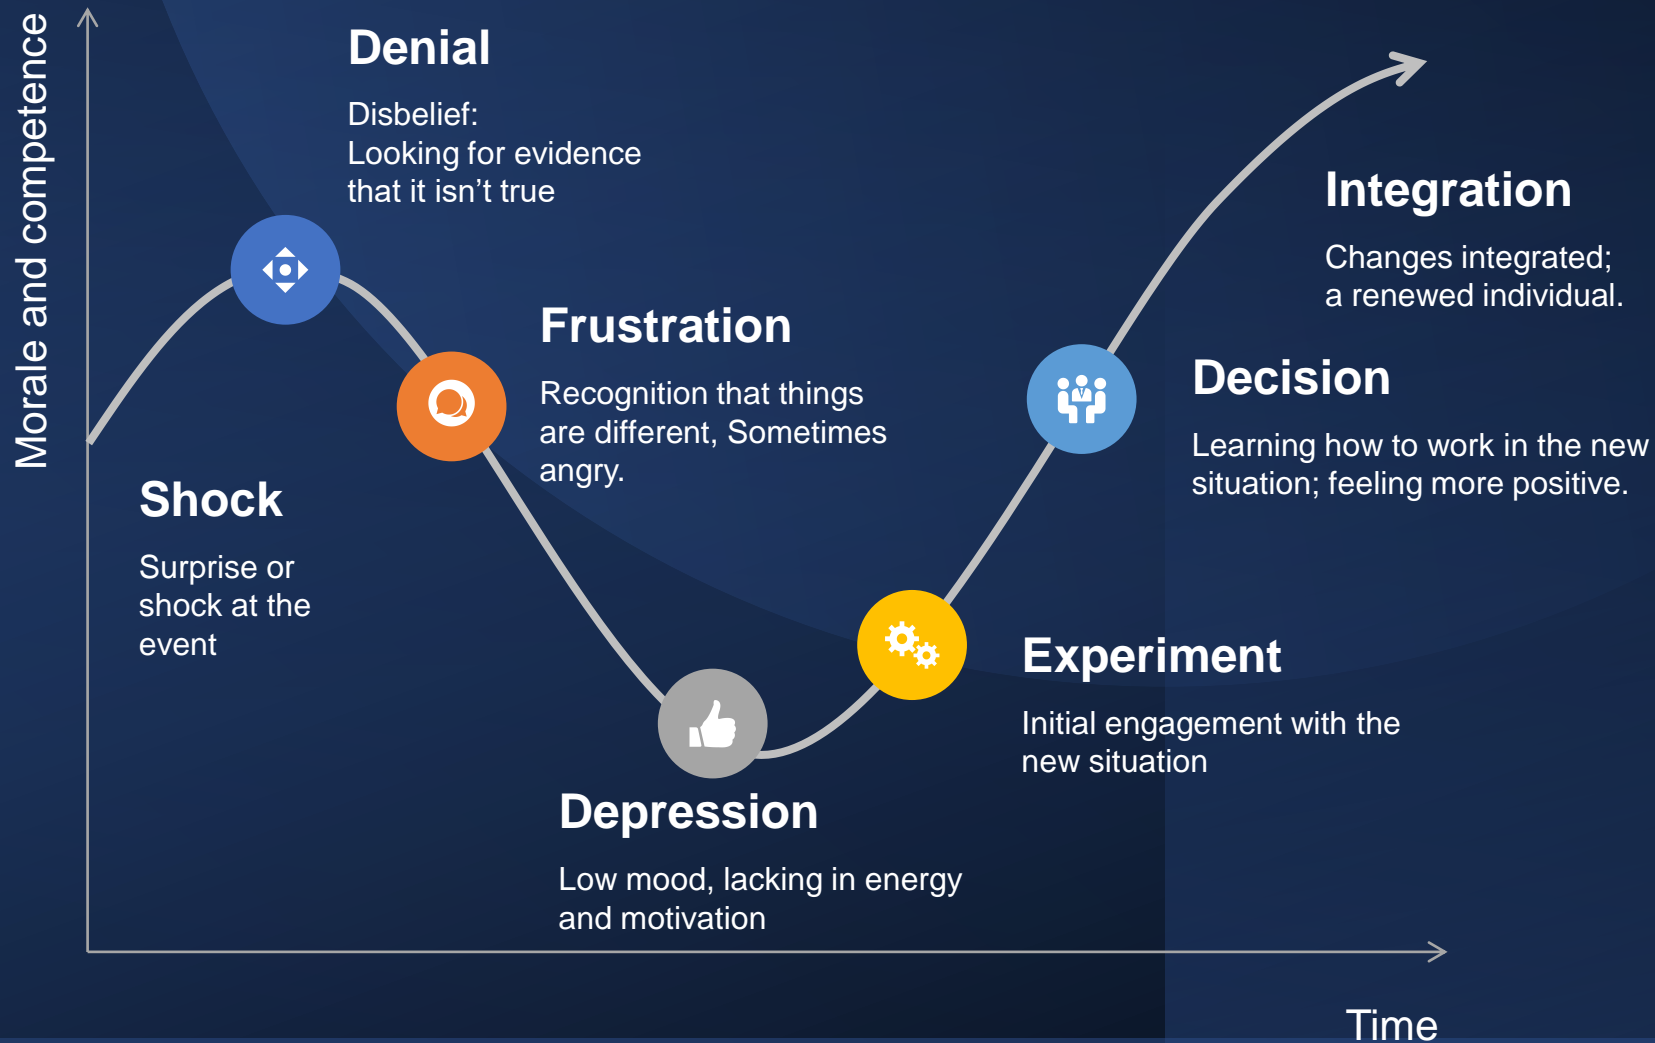 Morale and competence
Denial
Disbelief:
Looking for evidence
that it isn’t true
Shock
Surprise or
shock at the
event
Frustration
Recognition that things
are different, Sometimes
angry.
Depression
Low mood, lacking in energy
and motivation
Experiment
Initial engagement with the
new situation
Decision
Learning how to work in the new
situation; feeling more positive.
Integration
Changes integrated;
a renewed individual.
Time